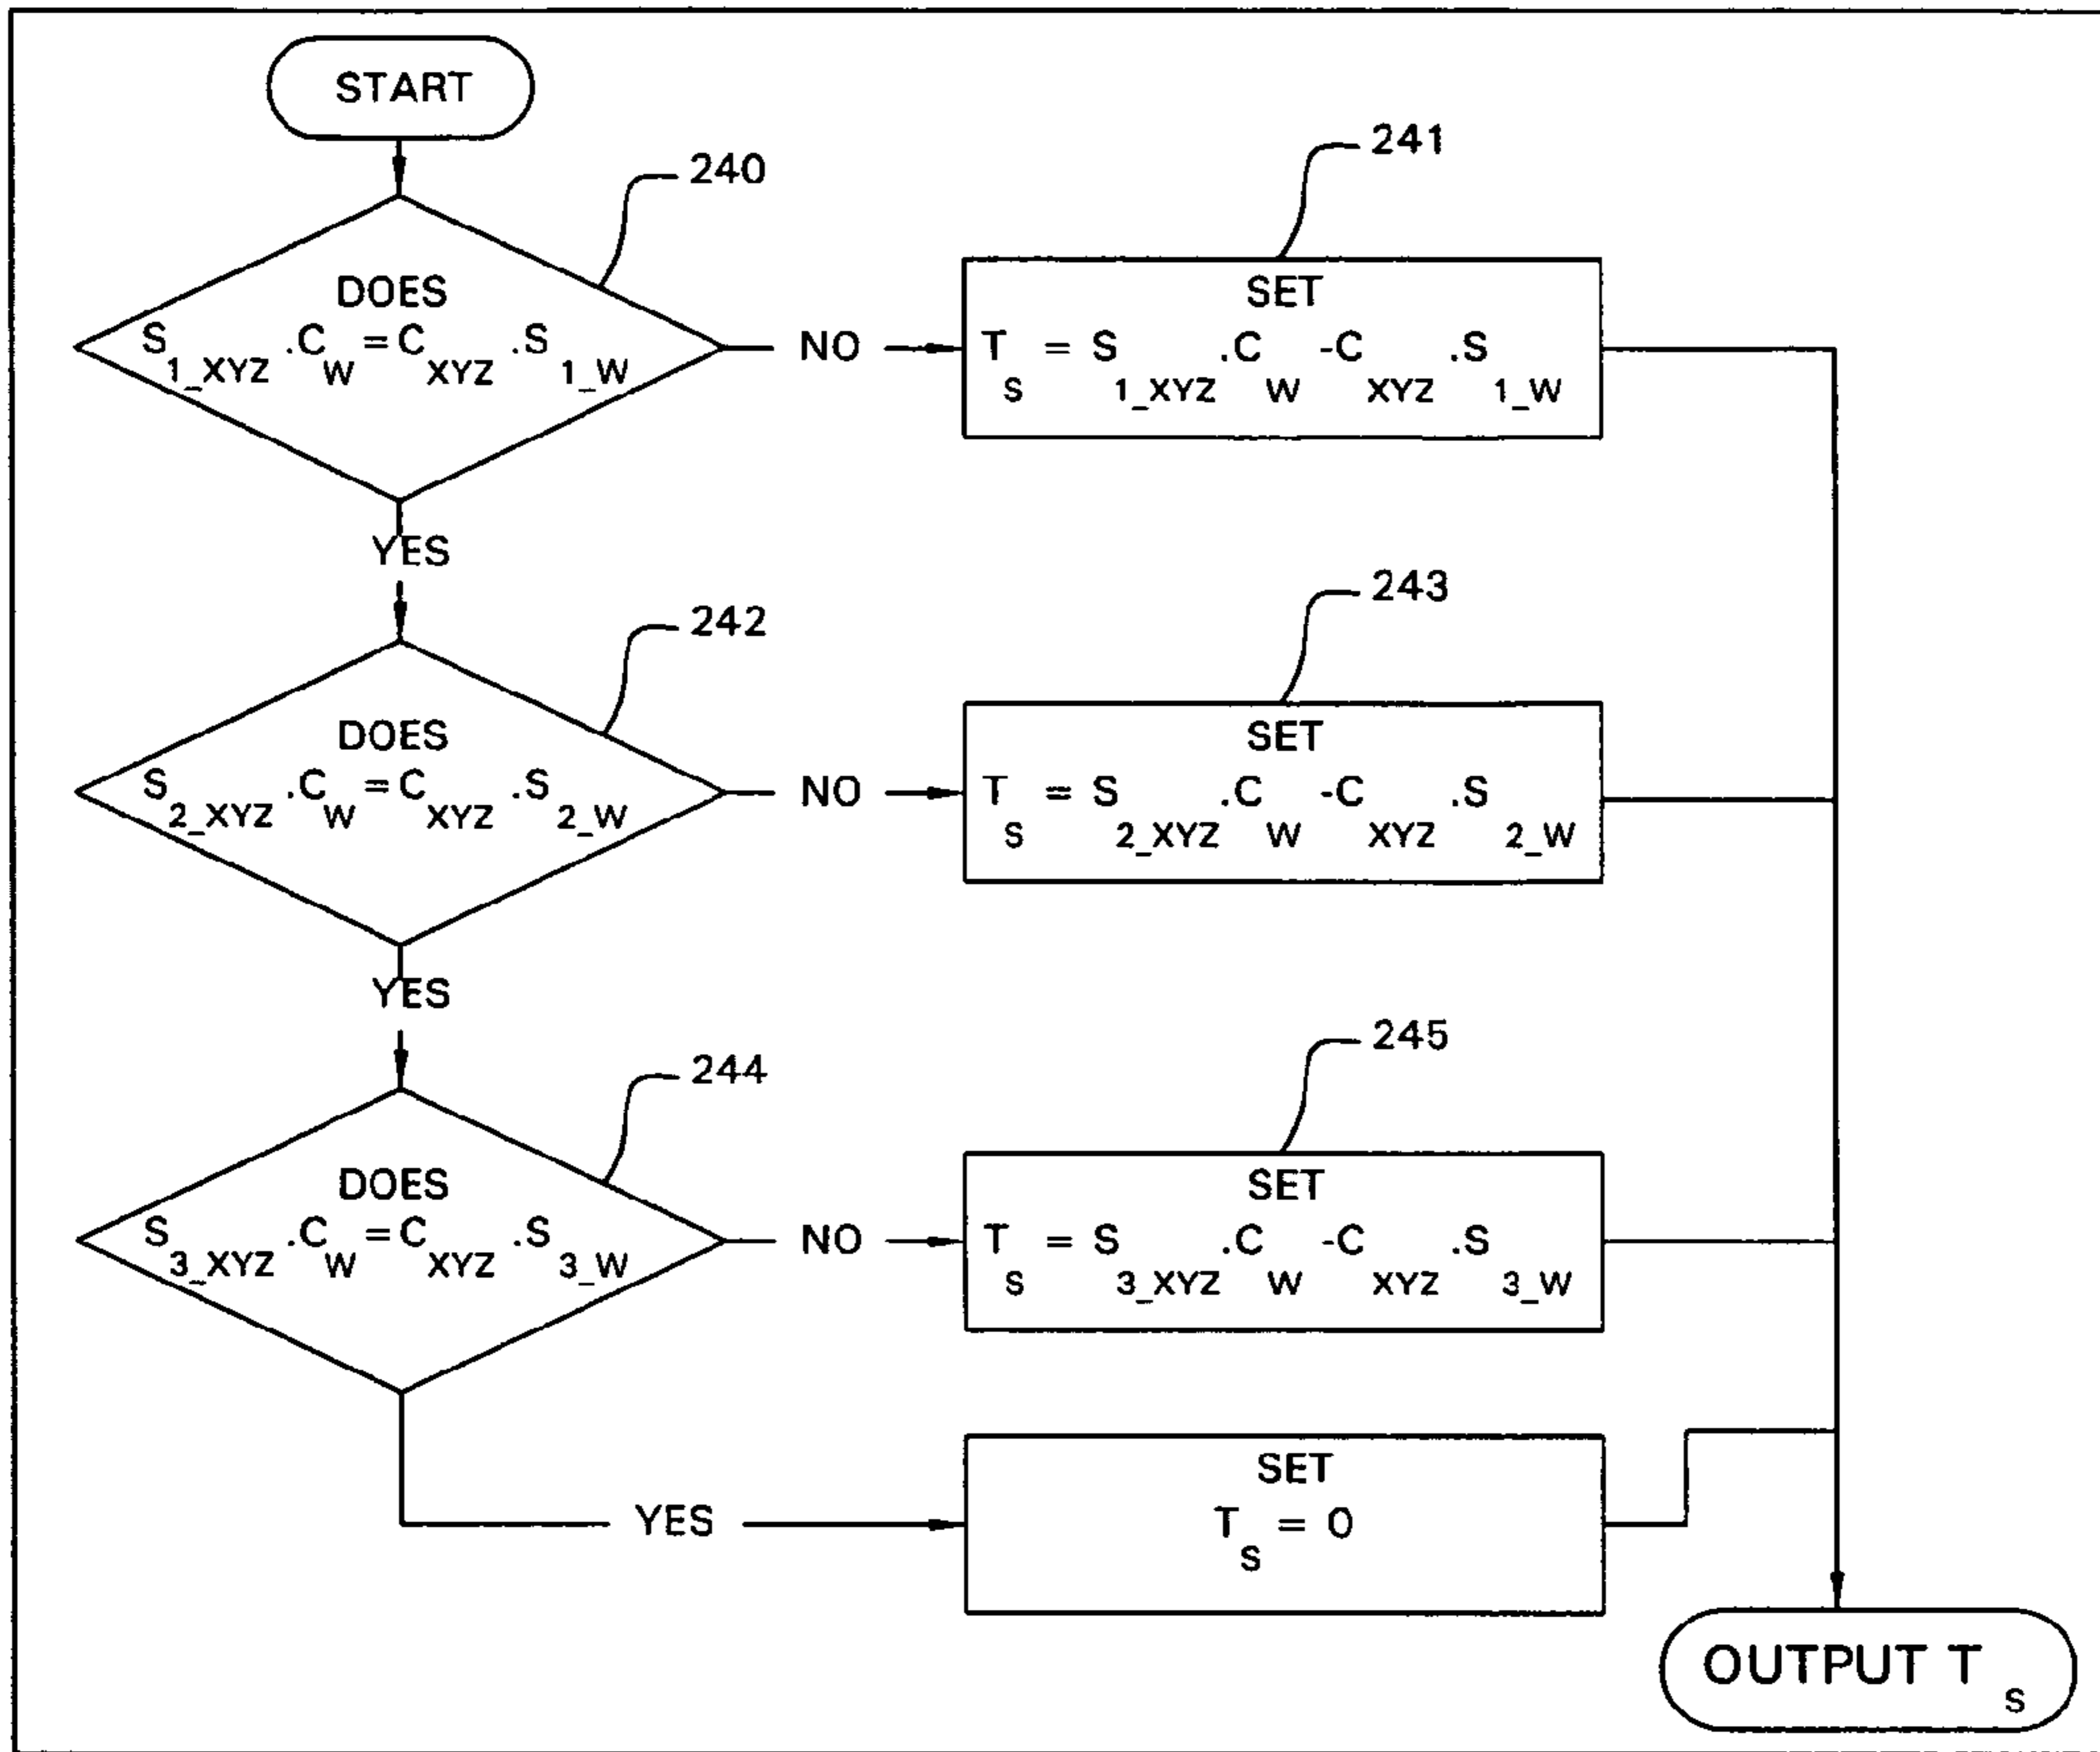 START
240
DOES
S1_XYZ .CW =CXYZ .S1_W
NO
241
SET
TS = S1_XYZ .CW -CXYZ .S1_W
YES
242
DOES
S2_XYZ .CW =CXYZ .S2_W
NO
243
SET
TS = S2_XYZ .CW -CXYZ .S2_W
YES
244
DOES
S3_XYZ .CW =CXYZ .S3_W
NO
245
SET
TS = S3_XYZ .CW -CXYZ .S3_W
YES
SET
TS = 0
OUTPUT TS